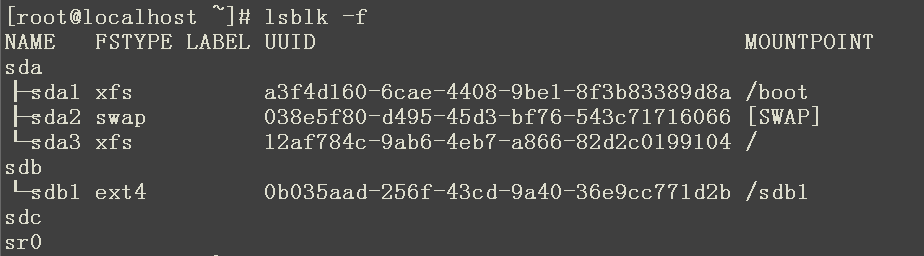 [root@localhost ~]# lsblk -f
NAME   FSTYPE LABEL UUID                                 MOUNTPOINT
sda
├─sda1 xfs          a3f4d160-6cae-4408-9be1-8f3b83389d8a /boot
├─sda2 swap         038e5f80-d495-45d3-bf76-543c71716066 [SWAP]
└─sda3 xfs          12af784c-9ab6-4eb7-a866-82d2c0199104 /
sdb
└─sdb1 ext4         0b035aad-256f-43cd-9a40-36e9cc771d2b /sdb1
sdc
sr0